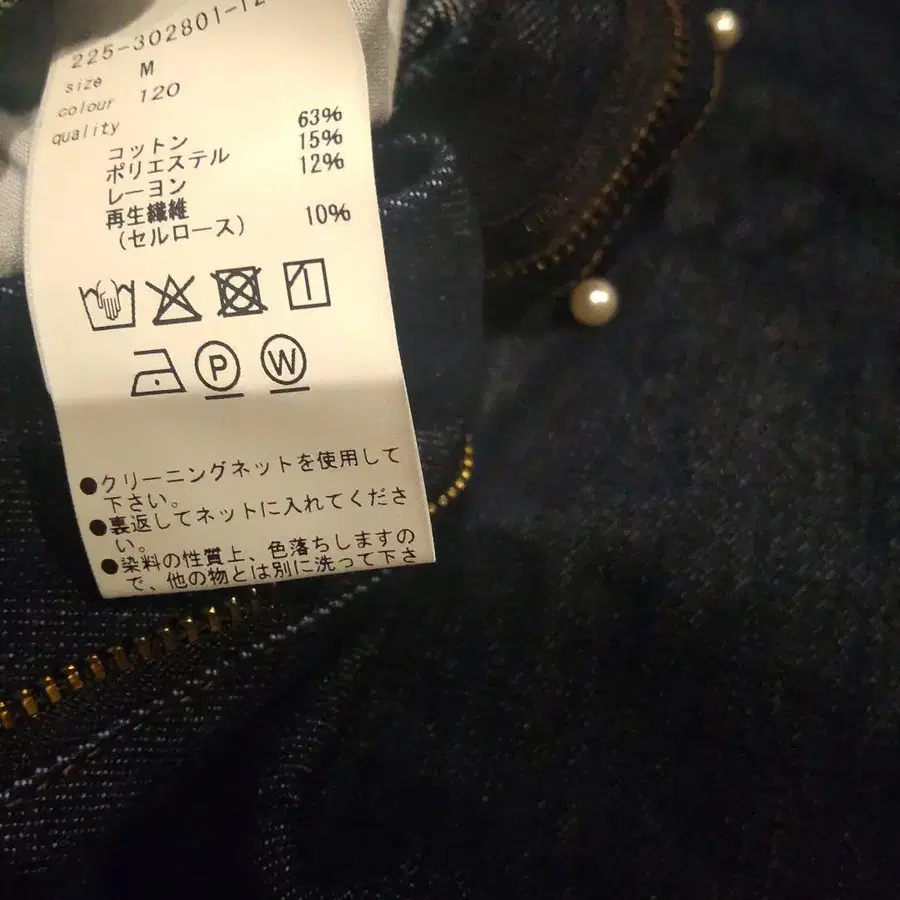 225-302801-12
size M
colour 120
quality
コットン 63%
ポリエステル 15%
レーヨン 12%
再生繊維
(セルロース) 10%
P W
●クリーニングネットを使用して
下さい。
●裏返してネットに入れてくださ
い。
●染料の性質上、色落ちしますの
で、他の物とは別に洗って下さ